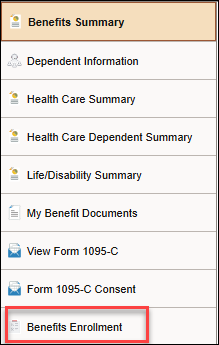 Benefits Summary
Dependent Information
Health Care Summary
Health Care Dependent Summary
Life/Disability Summary
My Benefit Documents
View Form 1095-C
Form 1095-C Consent
Benefits Enrollment